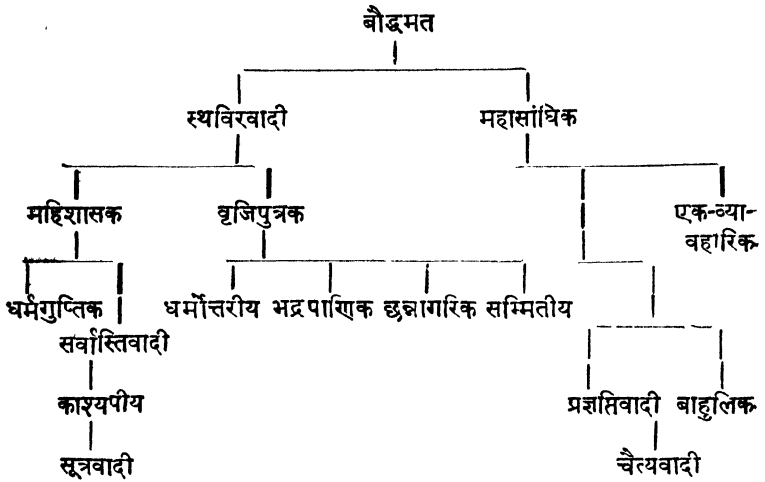 बौद्धमत
स्थविरवादी महासांघिक
महिशासक वृजिपुत्रक एक-व्या-
वहारिक
धर्मगुप्तिक धर्मोत्तरीय भद्रपाणिक छन्नागरिक सम्मितीय
सर्वास्तिवादी
काश्यपीय प्रज्ञप्तिवादी बाहुलिक
सूत्रवादी चैत्यवादी